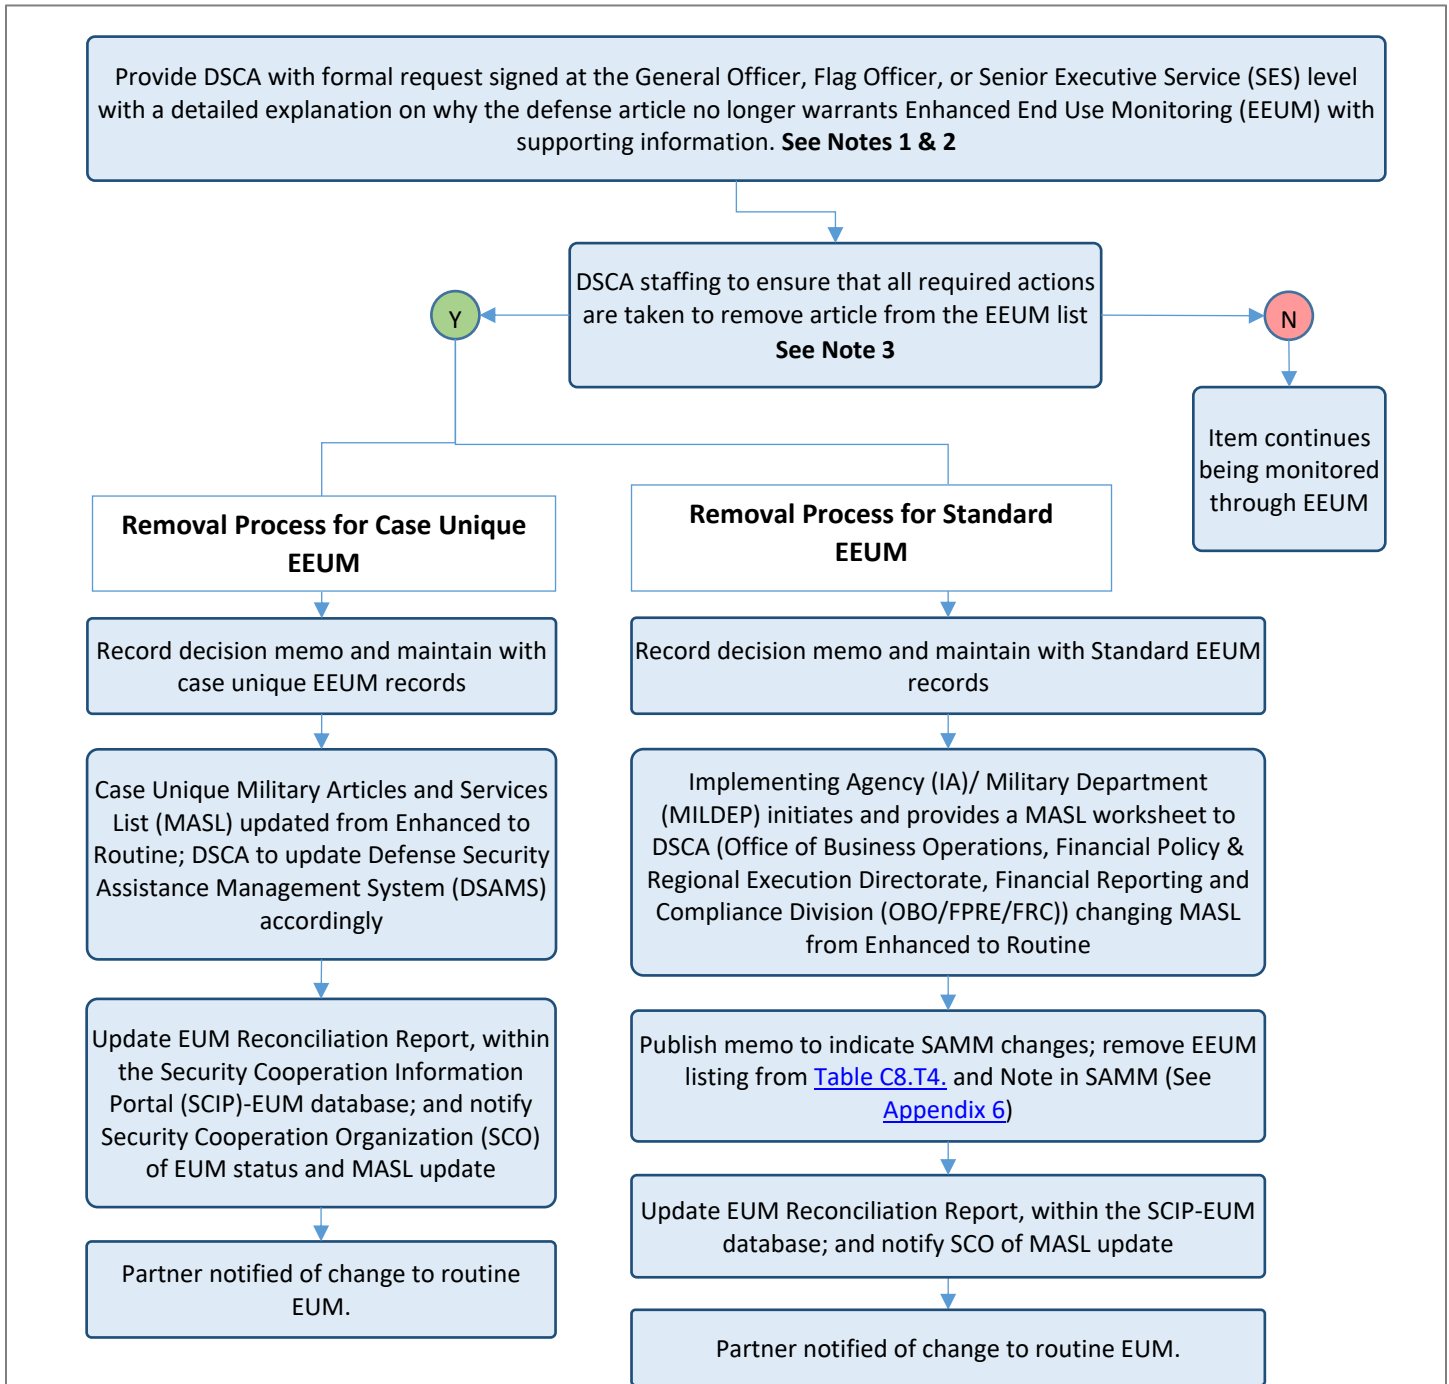 Provide DSCA with formal request signed at the General Officer, Flag Officer, or Senior Executive Service (SES) level
with a detailed explanation on why the defense article no longer warrants Enhanced End Use Monitoring (EEUM) with
supporting information. See Notes 1 & 2
DSCA staffing to ensure that all required actions
are taken to remove article from the EEUM list
See Note 3
Y
N
Item continues
being monitored
through EEUM
Removal Process for Case Unique
EEUM
Record decision memo and maintain with
case unique EEUM records
Case Unique Military Articles and Services
List (MASL) updated from Enhanced to
Routine; DSCA to update Defense Security
Assistance Management System (DSAMS)
accordingly
Update EUM Reconciliation Report, within
the Security Cooperation Information
Portal (SCIP)-EUM database; and notify
Security Cooperation Organization (SCO)
of EUM status and MASL update
Partner notified of change to routine
EUM.
Removal Process for Standard
EEUM
Record decision memo and maintain with Standard EEUM
records
Implementing Agency (IA)/ Military Department
(MILDEP) initiates and provides a MASL worksheet to
DSCA (Office of Business Operations, Financial Policy &
Regional Execution Directorate, Financial Reporting and
Compliance Division (OBO/FPRE/FRC)) changing MASL
from Enhanced to Routine
Publish memo to indicate SAMM changes; remove EEUM
listing from Table C8.T4. and Note in SAMM (See
Appendix 6)
Update EUM Reconciliation Report, within the SCIP-EUM
database; and notify SCO of MASL update
Partner notified of change to routine EUM.